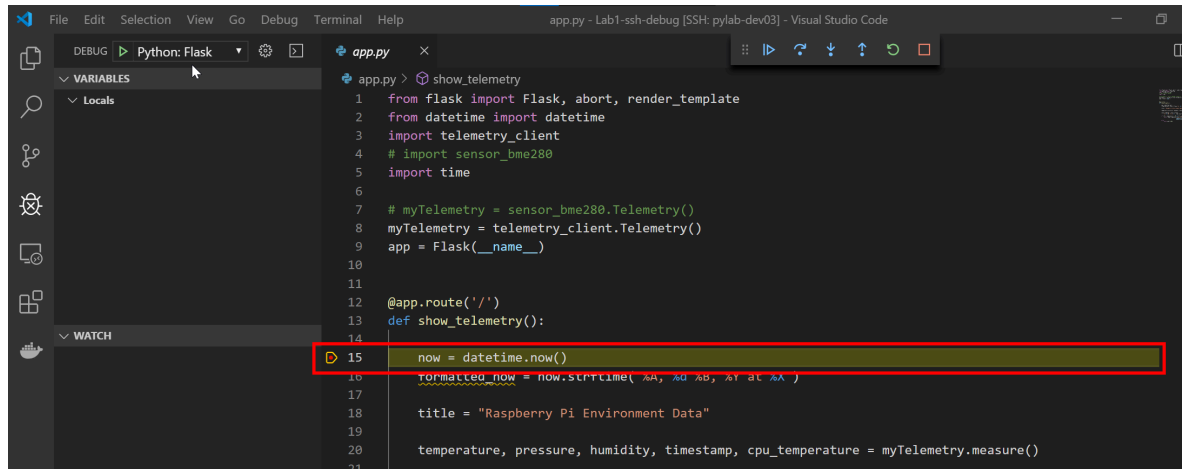 File Edit Selection View Go Debug Terminal Help app.py - Lab1-ssh-debug [SSH: pylab-dev03] - Visual Studio Code
DEBUG Python: Flask
app.py
VARIABLES
Locals
WATCH
app.py > show_telemetry
1 from flask import Flask, abort, render_template
2 from datetime import datetime
3 import telemetry_client
4 # import sensor_bme280
5 import time
6
7 # myTelemetry = sensor_bme280.Telemetry()
8 myTelemetry = telemetry_client.Telemetry()
9 app = Flask(__name__)
10
11
12 @app.route('/')
13 def show_telemetry():
14
15 now = datetime.now()
16 formatted_now = now.strftime( %A, %d %B, %Y at %X )
17
18 title = "Raspberry Pi Environment Data"
19
20 temperature, pressure, humidity, timestamp, cpu_temperature = myTelemetry.measure()
21